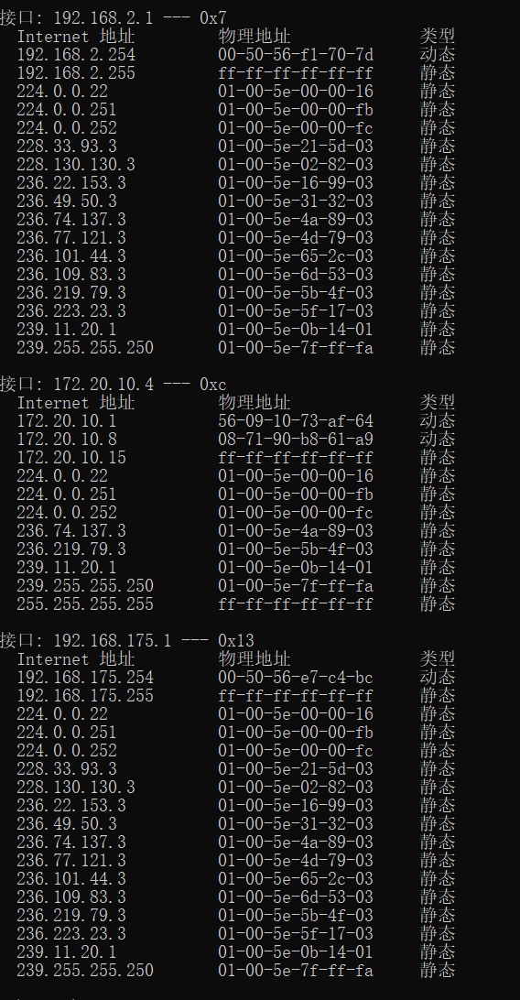 接口: 192.168.2.1 --- 0x7
Internet 地址 物理地址 类型
192.168.2.254 00-50-56-f1-70-7d 动态
192.168.2.255 ff-ff-ff-ff-ff-ff 静态
224.0.0.22 01-00-5e-00-00-16 静态
224.0.0.251 01-00-5e-00-00-fb 静态
224.0.0.252 01-00-5e-00-00-fc 静态
228.33.93.3 01-00-5e-21-5d-03 静态
228.130.130.3 01-00-5e-02-82-03 静态
236.22.153.3 01-00-5e-16-99-03 静态
236.49.50.3 01-00-5e-31-32-03 静态
236.74.137.3 01-00-5e-4a-89-03 静态
236.77.121.3 01-00-5e-4d-79-03 静态
236.101.44.3 01-00-5e-65-2c-03 静态
236.109.83.3 01-00-5e-6d-53-03 静态
236.219.79.3 01-00-5e-5b-4f-03 静态
236.223.23.3 01-00-5e-5f-17-03 静态
239.11.20.1 01-00-5e-0b-14-01 静态
239.255.255.250 01-00-5e-7f-ff-fa 静态
接口: 172.20.10.4 --- 0xc
Internet 地址 物理地址 类型
172.20.10.1 56-09-10-73-af-64 动态
172.20.10.8 08-71-90-b8-61-a9 动态
172.20.10.15 ff-ff-ff-ff-ff-ff 静态
224.0.0.22 01-00-5e-00-00-16 静态
224.0.0.251 01-00-5e-00-00-fb 静态
224.0.0.252 01-00-5e-00-00-fc 静态
236.74.137.3 01-00-5e-4a-89-03 静态
236.219.79.3 01-00-5e-5b-4f-03 静态
239.11.20.1 01-00-5e-0b-14-01 静态
239.255.255.250 01-00-5e-7f-ff-fa 静态
255.255.255.255 ff-ff-ff-ff-ff-ff 静态
接口: 192.168.175.1 --- 0x13
Internet 地址 物理地址 类型
192.168.175.254 00-50-56-e7-c4-bc 动态
192.168.175.255 ff-ff-ff-ff-ff-ff 静态
224.0.0.22 01-00-5e-00-00-16 静态
224.0.0.251 01-00-5e-00-00-fb 静态
224.0.0.252 01-00-5e-00-00-fc 静态
228.33.93.3 01-00-5e-21-5d-03 静态
228.130.130.3 01-00-5e-02-82-03 静态
236.22.153.3 01-00-5e-16-99-03 静态
236.49.50.3 01-00-5e-31-32-03 静态
236.74.137.3 01-00-5e-4a-89-03 静态
236.77.121.3 01-00-5e-4d-79-03 静态
236.101.44.3 01-00-5e-65-2c-03 静态
236.109.83.3 01-00-5e-6d-53-03 静态
236.219.79.3 01-00-5e-5b-4f-03 静态
236.223.23.3 01-00-5e-5f-17-03 静态
239.11.20.1 01-00-5e-0b-14-01 静态
239.255.255.250 01-00-5e-7f-ff-fa 静态